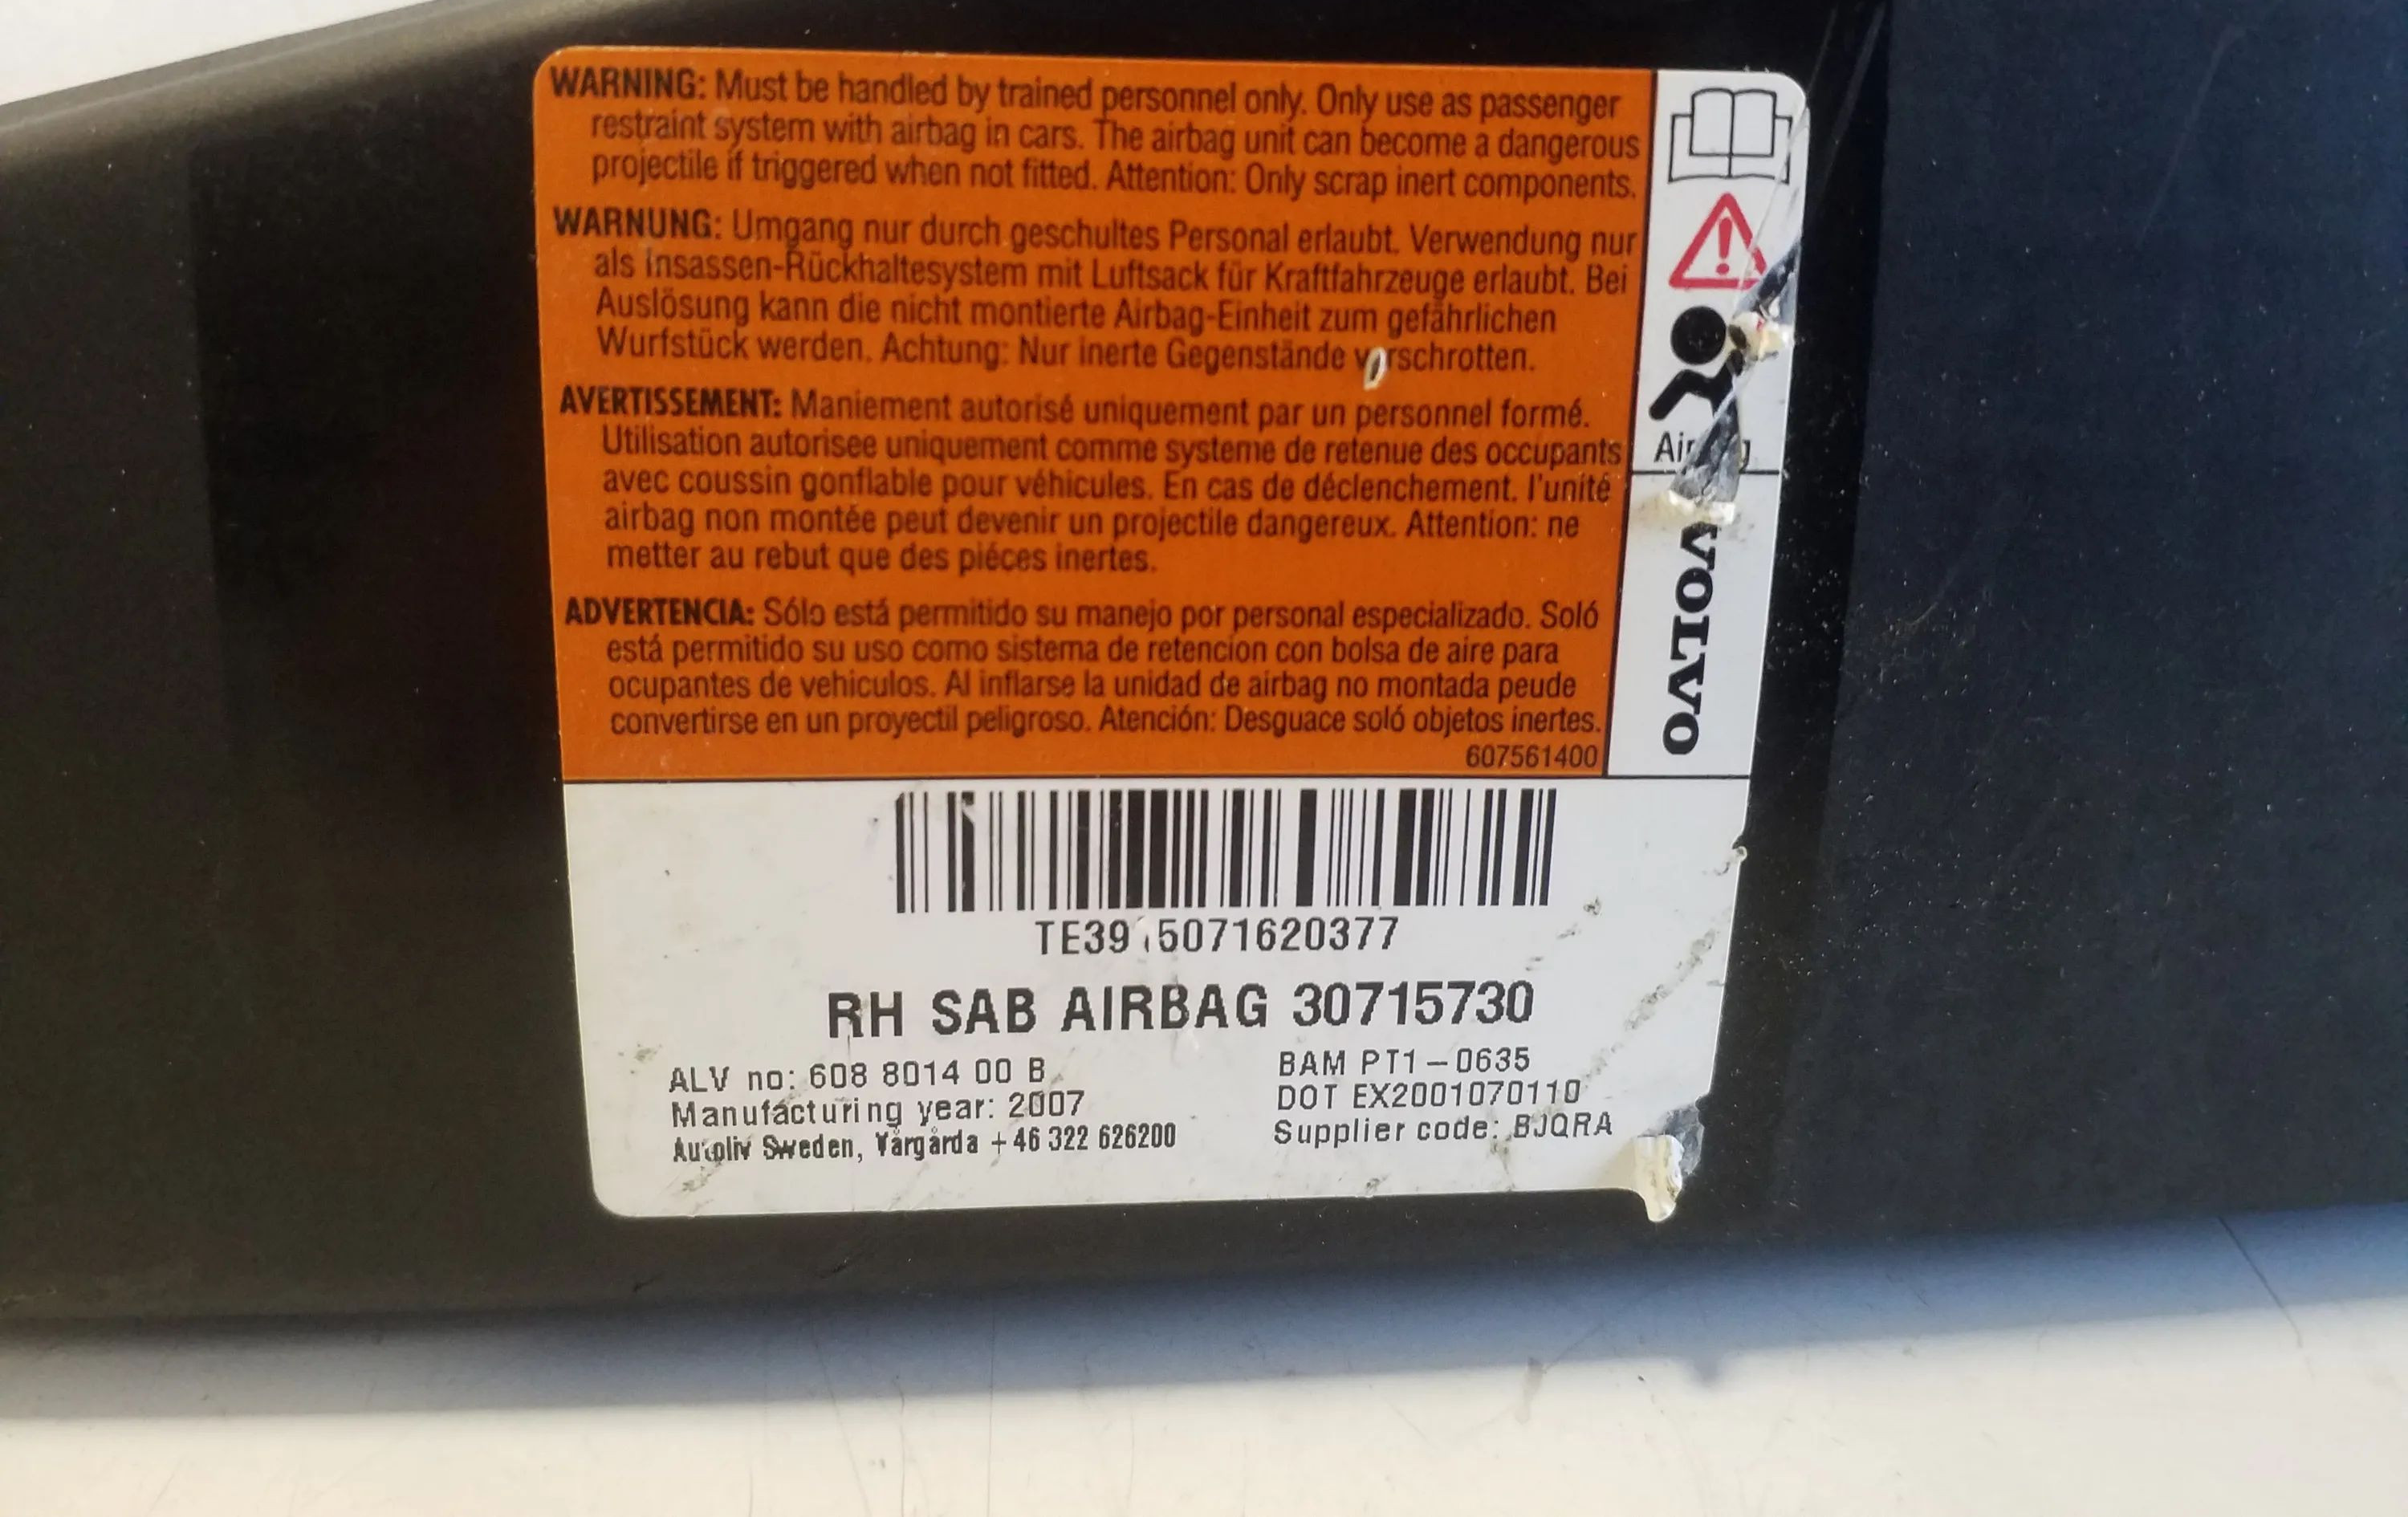 WARNING: Must be handled by trained personnel only. Only use as passenger
restraint system with airbag in cars. The airbag unit can become a dangerous
projectile if triggered when not fitted. Attention: Only scrap inert components.
WARNUNG: Umgang nur durch geschultes Personal erlaubt. Verwendung nur
als Insassen-Rückhaltesystem mit Luftsack für Kraftfahrzeuge erlaubt. Bei
Auslösung kann die nicht montierte Airbag-Einheit zum gefährlichen
Wurfstück werden. Achtung: Nur inerte Gegenstände verschrotten.
AVERTISSEMENT: Maniement autorisé uniquement par un personnel formé.
Utilisation autorisee uniquement comme systeme de retenue des occupants
avec coussin gonflable pour véhicules. En cas de déclenchement. l'unité
airbag non montée peut devenir un projectile dangereux. Attention: ne
metter au rebut que des piéces inertes.
ADVERTENCIA: Sólo está permitido su manejo por personal especializado. Soló
está permitido su uso como sistema de retencion con bolsa de aire para
ocupantes de vehiculos. Al inflarse la unidad de airbag no montada peude
convertirse en un proyectil peligroso. Atención: Desguace soló objetos inertes.
607561400
Airbag
VOLVO
5071620377
RH SAB AIRBAG 30715730
ALV no: 608 8014 00 B
Manufacturing year: 2007
Autoliv Sweden, Vårgårda +46 322 626200
BAM PT1-0635
DOT EX2001070110
Supplier code: BJQRA